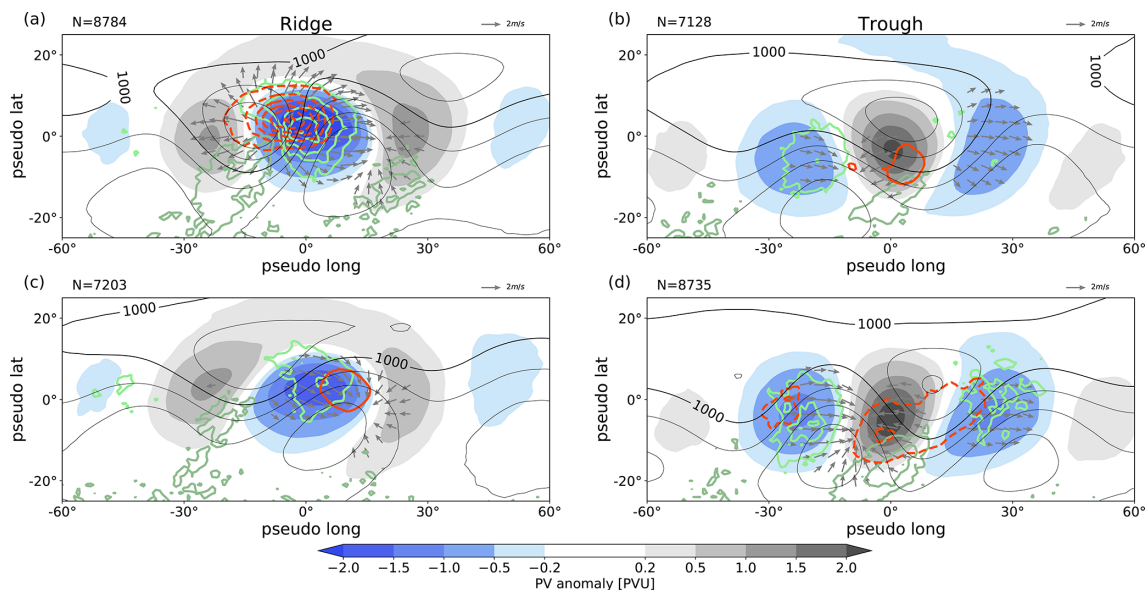 (a) N=8784 Ridge 2m/s
20°
0°
-20°
pseudo lat
1000
1000
-60° -30° 0° 30° 60°
pseudo long
(b) N=7128 Trough 2m/s
20°
0°
-20°
pseudo lat
1000
1000
-60° -30° 0° 30° 60°
pseudo long
(c) N=7203 2m/s
20°
0°
-20°
pseudo lat
1000
1000
-60° -30° 0° 30° 60°
pseudo long
(d) N=8735 2m/s
20°
0°
-20°
pseudo lat
1000
1000
-60° -30° 0° 30° 60°
pseudo long
−2.0 −1.5 −1.0 −0.5 −0.2 0.2 0.5 1.0 1.5 2.0
PV anomaly [PVU]